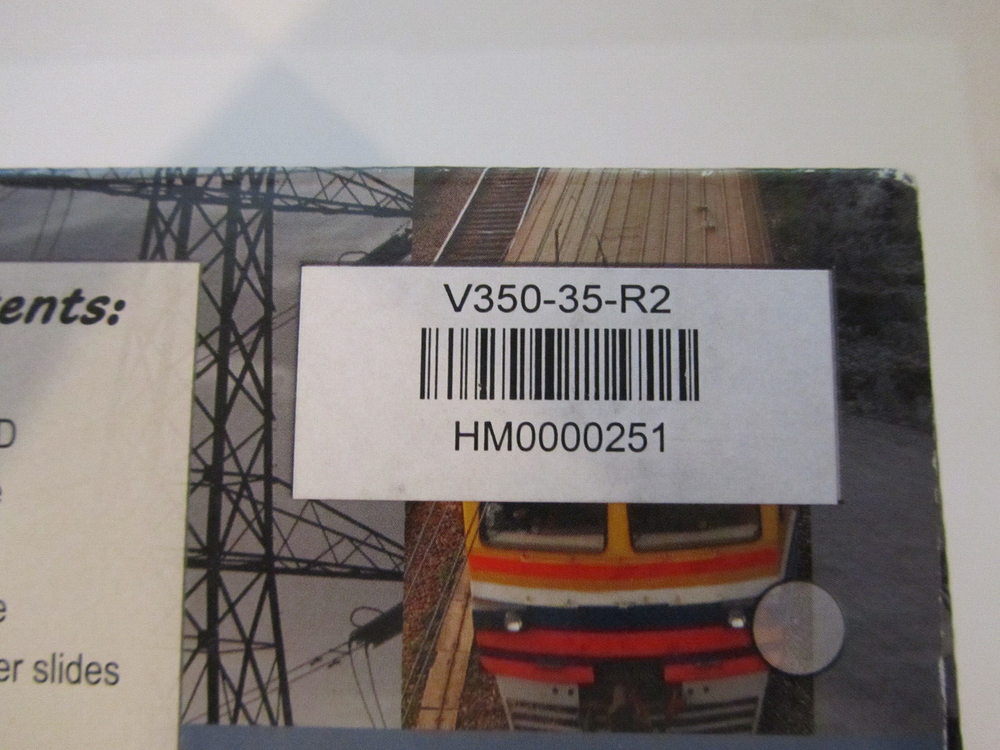 ents:
V350-35-R2
HM0000251
D
e
e
er slides